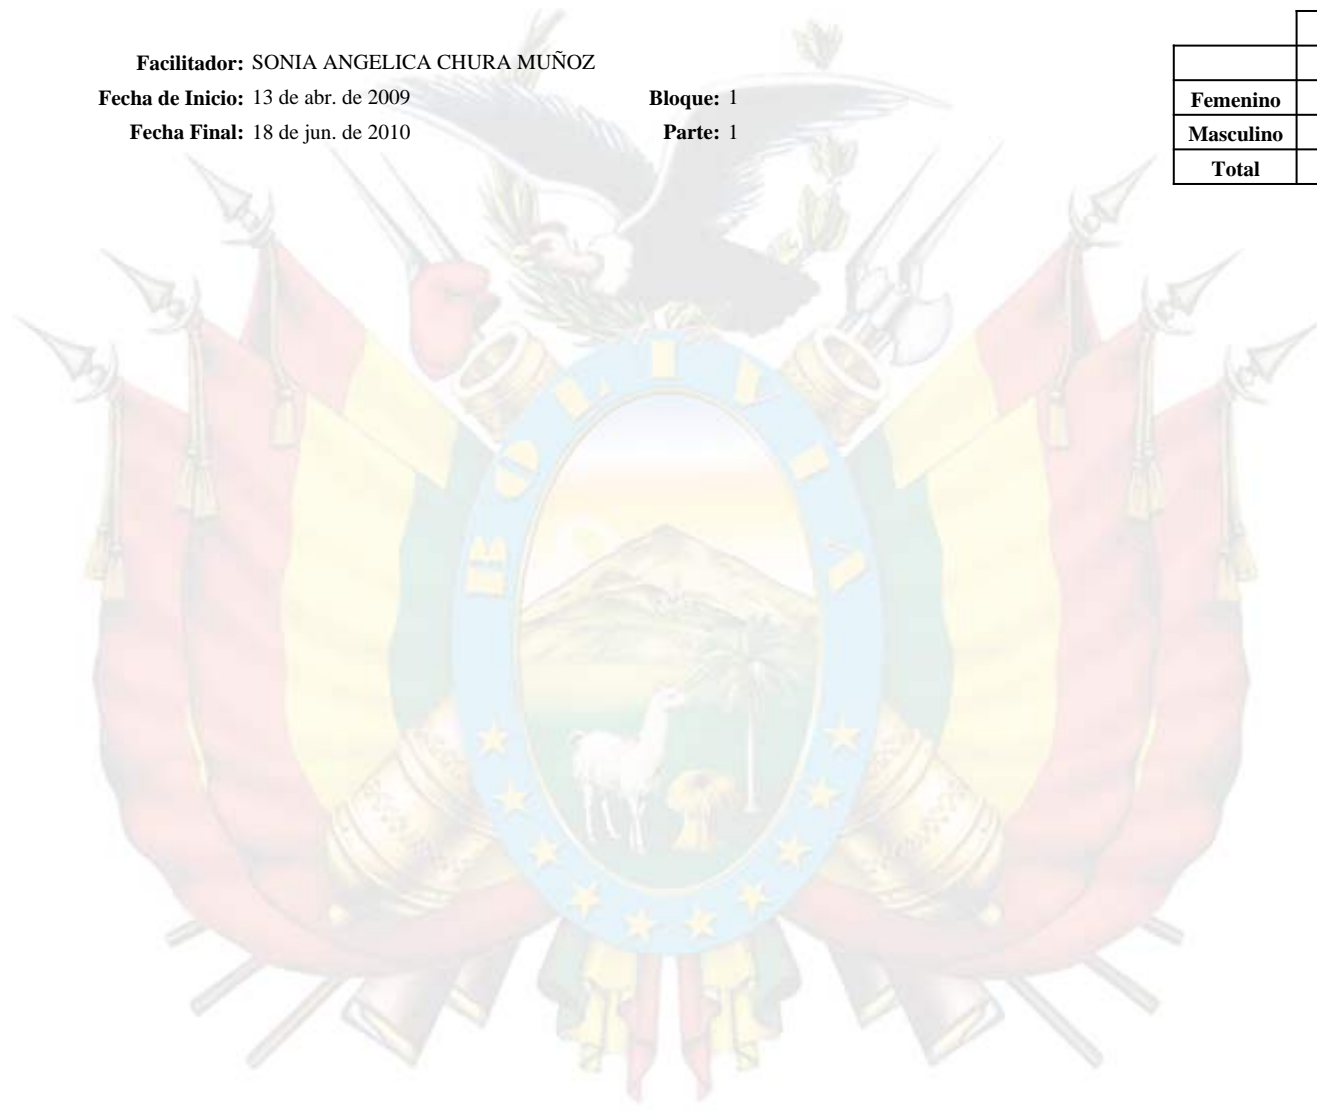 Facilitador: SONIA ANGELICA CHURA MUÑOZ
Fecha de Inicio: 13 de abr. de 2009 Bloque: 1
Fecha Final: 18 de jun. de 2010 Parte: 1
Femenino
Masculino
Total
BOLIVIA